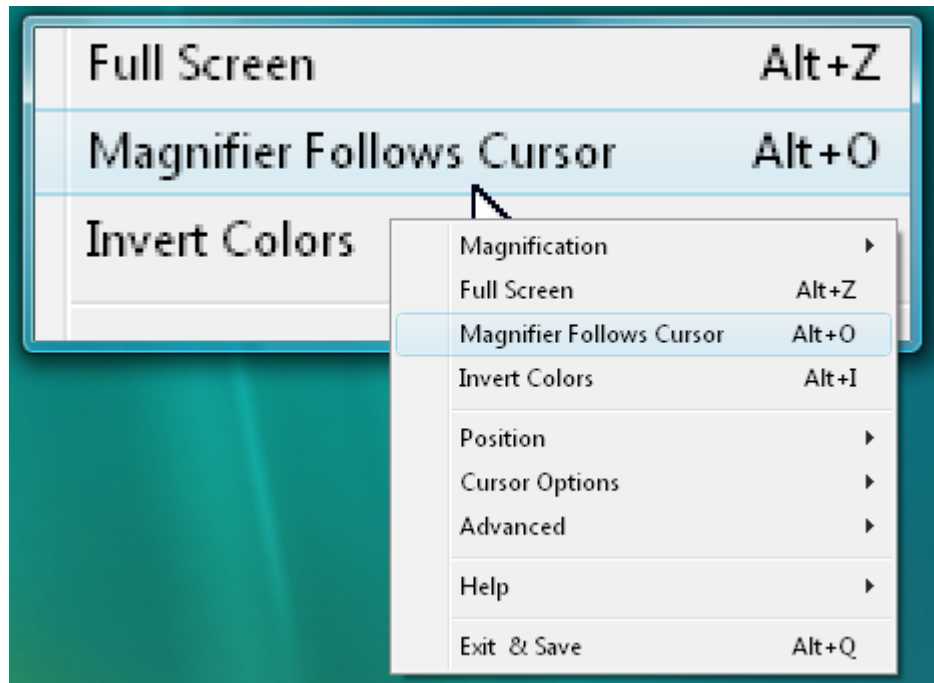 Full Screen Alt+Z
Magnifier Follows Cursor Alt+O
Invert Colors
Magnification
Full Screen Alt+Z
Magnifier Follows Cursor Alt+O
Invert Colors Alt+I
Position
Cursor Options
Advanced
Help
Exit & Save Alt+Q